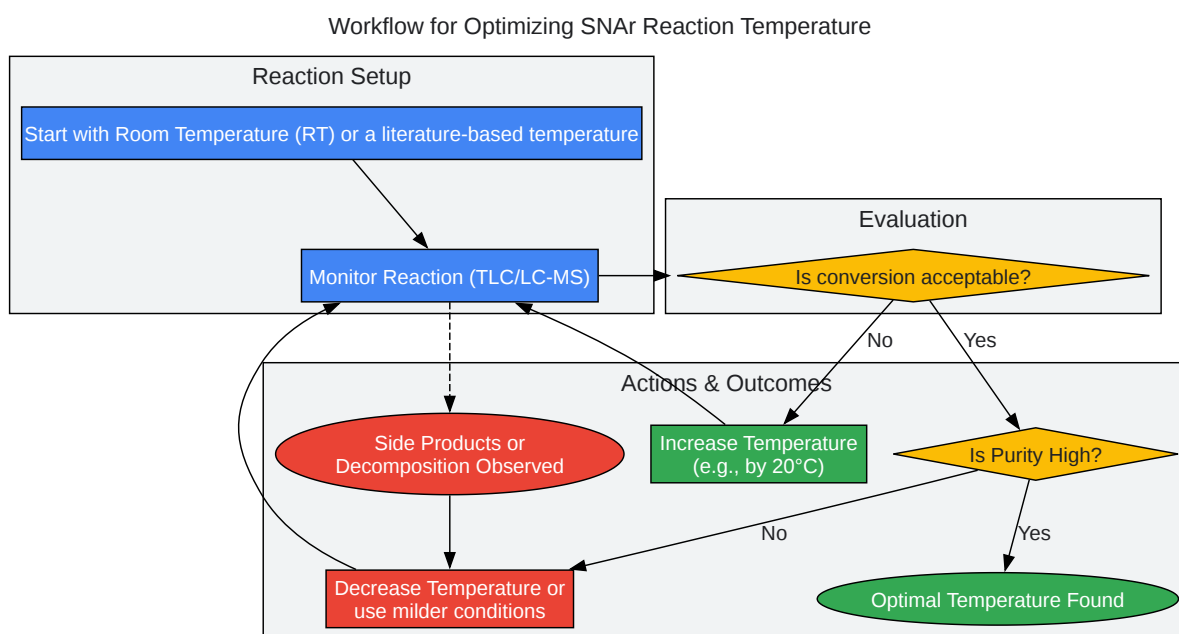 Workflow for Optimizing SNAr Reaction Temperature
Reaction Setup
Start with Room Temperature (RT) or a literature-based temperature
Evaluation
Monitor Reaction (TLC/LC-MS)
Is conversion acceptable?
No
Yes
Actions & Outcomes
Side Products or
Decomposition Observed
Increase Temperature
(e.g., by 20°C)
Is Purity High?
No
Yes
Decrease Temperature or
use milder conditions
Optimal Temperature Found